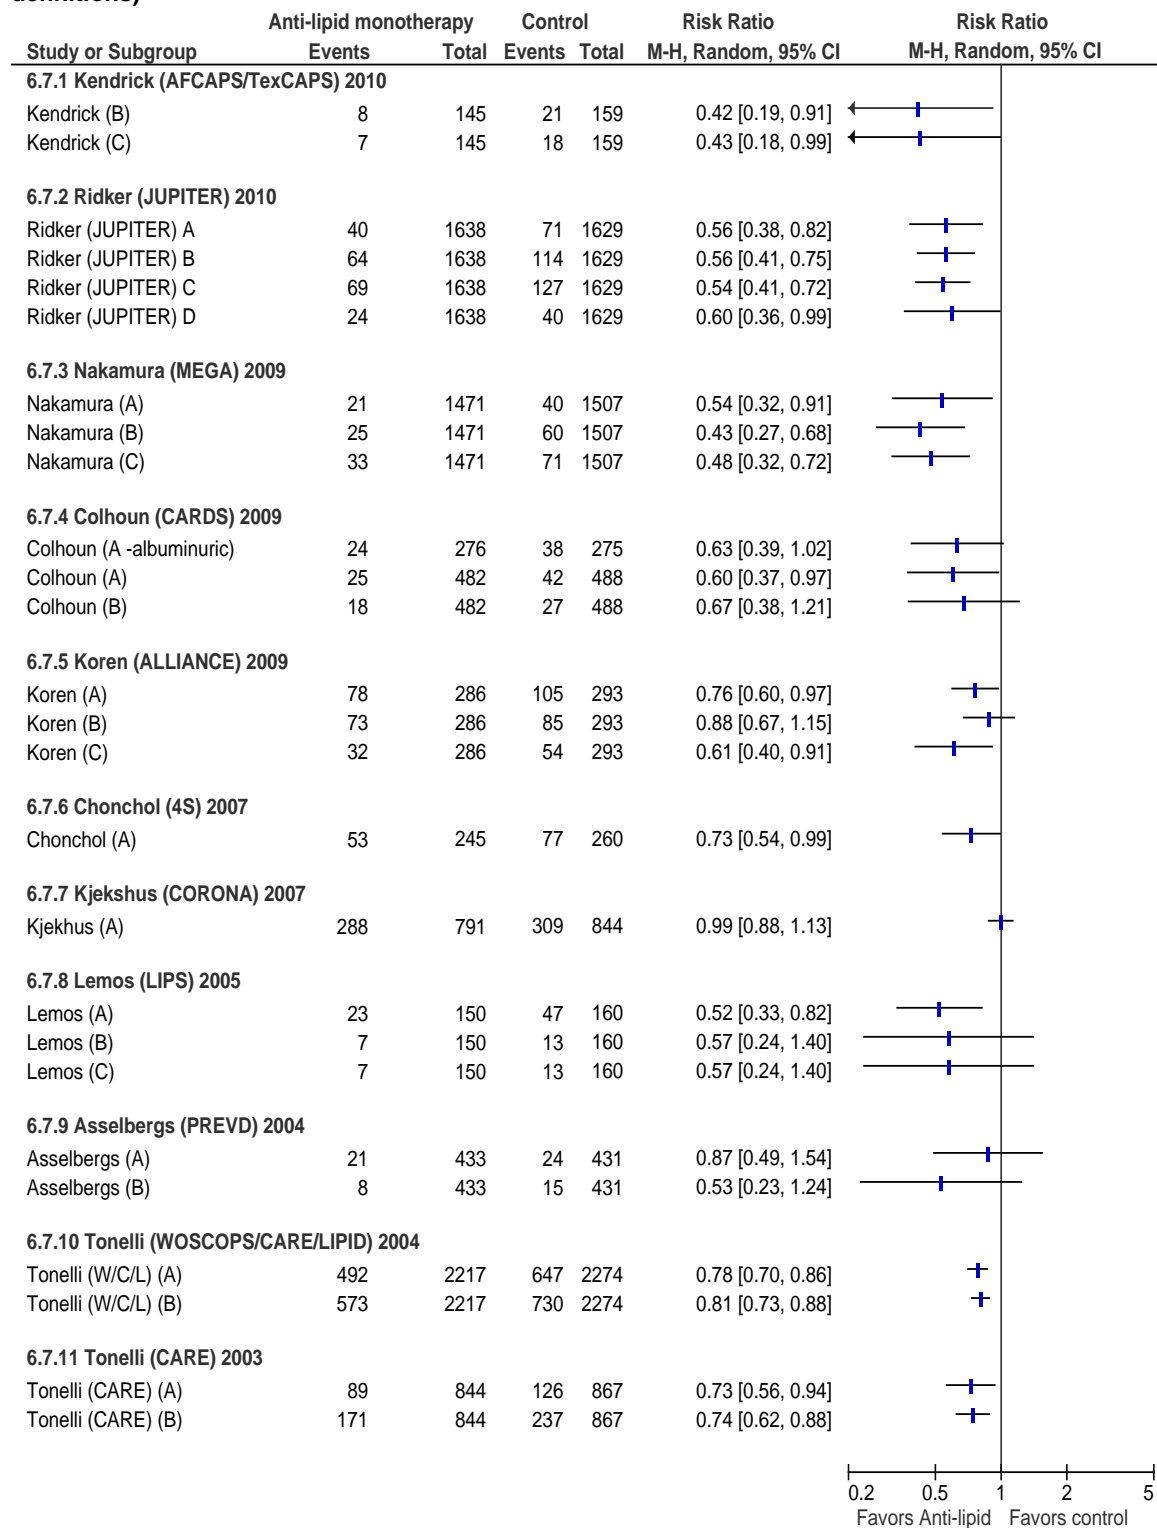 definitions)
Anti-lipid monotherapy Control Risk Ratio Risk Ratio
Study or Subgroup Events Total Events Total M-H, Random, 95% CI M-H, Random, 95% CI
6.7.1 Kendrick (AFCAPS/TexCAPS) 2010
Kendrick (B) 8 145 21 159 0.42 [0.19, 0.91]
Kendrick (C) 7 145 18 159 0.43 [0.18, 0.99]
6.7.2 Ridker (JUPITER) 2010
Ridker (JUPITER) A 40 1638 71 1629 0.56 [0.38, 0.82]
Ridker (JUPITER) B 64 1638 114 1629 0.56 [0.41, 0.75]
Ridker (JUPITER) C 69 1638 127 1629 0.54 [0.41, 0.72]
Ridker (JUPITER) D 24 1638 40 1629 0.60 [0.36, 0.99]
6.7.3 Nakamura (MEGA) 2009
Nakamura (A) 21 1471 40 1507 0.54 [0.32, 0.91]
Nakamura (B) 25 1471 60 1507 0.43 [0.27, 0.68]
Nakamura (C) 33 1471 71 1507 0.48 [0.32, 0.72]
6.7.4 Colhoun (CARDS) 2009
Colhoun (A -albuminuric) 24 276 38 275 0.63 [0.39, 1.02]
Colhoun (A) 25 482 42 488 0.60 [0.37, 0.97]
Colhoun (B) 18 482 27 488 0.67 [0.38, 1.21]
6.7.5 Koren (ALLIANCE) 2009
Koren (A) 78 286 105 293 0.76 [0.60, 0.97]
Koren (B) 73 286 85 293 0.88 [0.67, 1.15]
Koren (C) 32 286 54 293 0.61 [0.40, 0.91]
6.7.6 Chonchol (4S) 2007
Chonchol (A) 53 245 77 260 0.73 [0.54, 0.99]
6.7.7 Kjekshus (CORONA) 2007
Kjekhus (A) 288 791 309 844 0.99 [0.88, 1.13]
6.7.8 Lemos (LIPS) 2005
Lemos (A) 23 150 47 160 0.52 [0.33, 0.82]
Lemos (B) 7 150 13 160 0.57 [0.24, 1.40]
Lemos (C) 7 150 13 160 0.57 [0.24, 1.40]
6.7.9 Asselbergs (PREVD) 2004
Asselbergs (A) 21 433 24 431 0.87 [0.49, 1.54]
Asselbergs (B) 8 433 15 431 0.53 [0.23, 1.24]
6.7.10 Tonelli (WOSCOPS/CARE/LIPID) 2004
Tonelli (W/C/L) (A) 492 2217 647 2274 0.78 [0.70, 0.86]
Tonelli (W/C/L) (B) 573 2217 730 2274 0.81 [0.73, 0.88]
6.7.11 Tonelli (CARE) 2003
Tonelli (CARE) (A) 89 844 126 867 0.73 [0.56, 0.94]
Tonelli (CARE) (B) 171 844 237 867 0.74 [0.62, 0.88]
0.2 0.5 1 2 5
Favors Anti-lipid Favors control